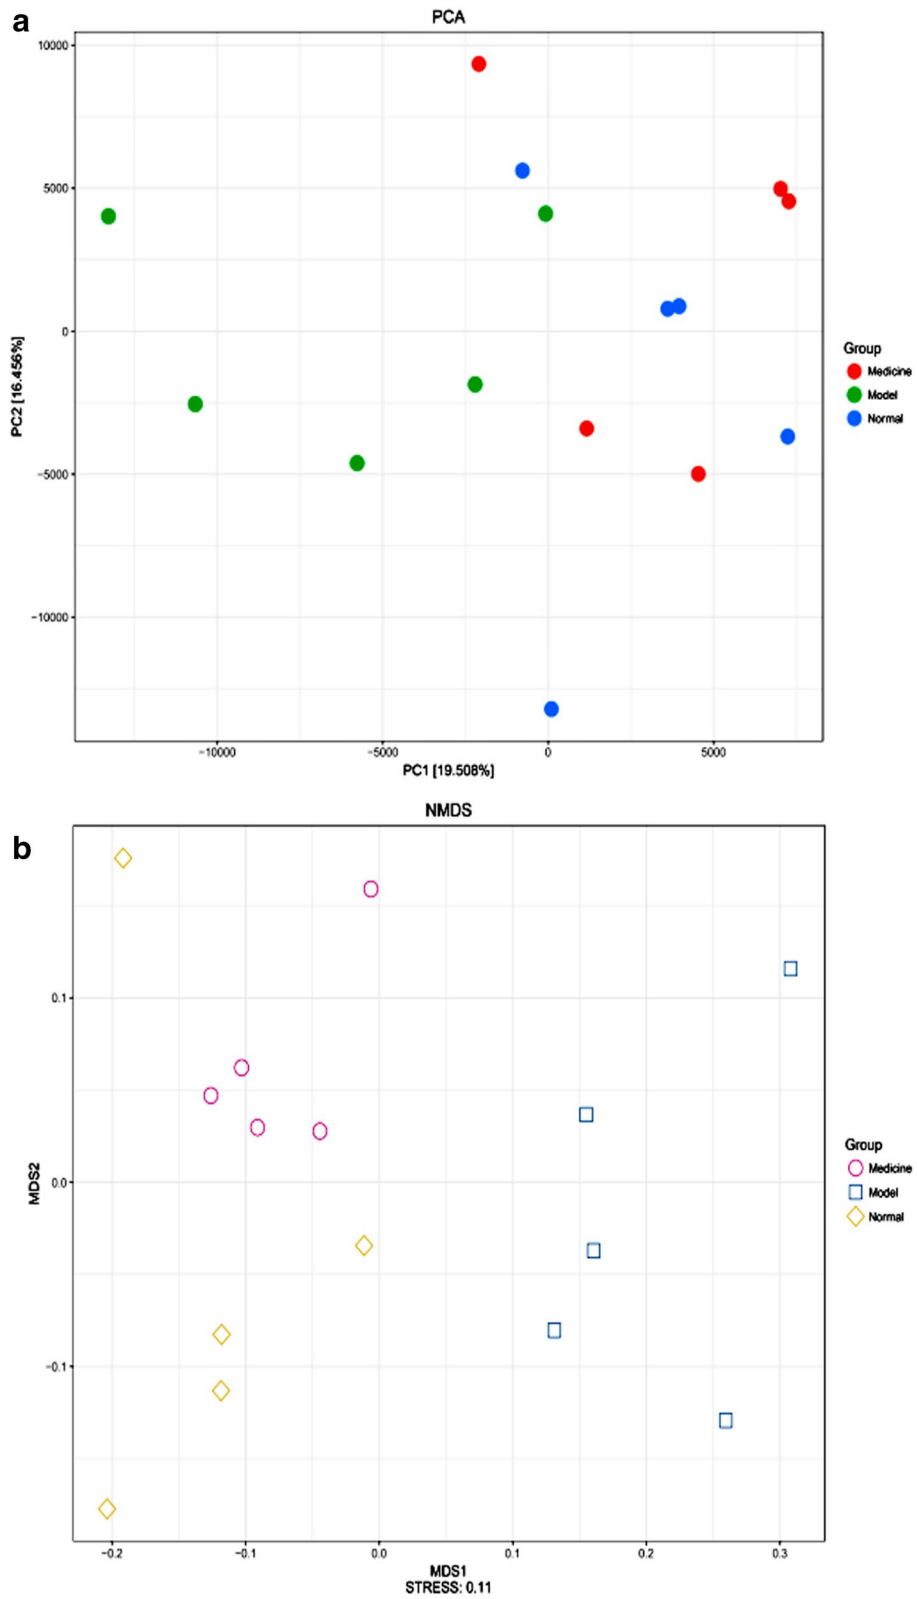 a
PCA
10000
5000
0
−5000
−10000
PC2 [16.456%]
−10000 −5000 0 5000
PC1 [19.508%]
Group
Medicine
Model
Normal
b
NMDS
0.1
0.0
−0.1
MDS2
−0.2 −0.1 0.0 0.1 0.2 0.3
MDS1
STRESS: 0.11
Group
Medicine
Model
Normal